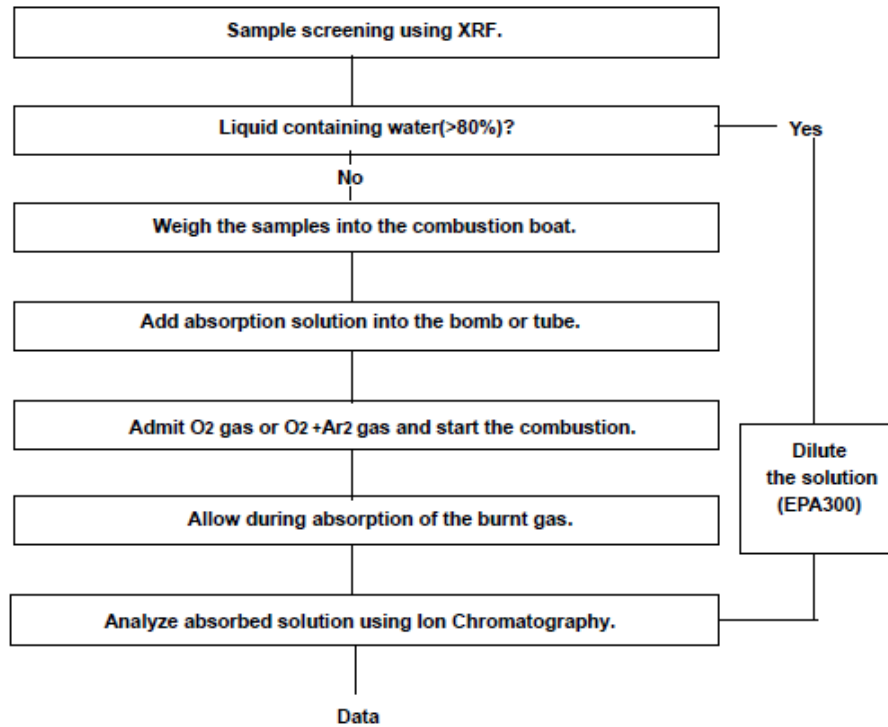 Sample screening using XRF.
Liquid containing water(>80%)?
Yes
No
Weigh the samples into the combustion boat.
Add absorption solution into the bomb or tube.
Admit O2 gas or O2 +Ar2 gas and start the combustion.
Dilute
the solution
(EPA300)
Allow during absorption of the burnt gas.
Analyze absorbed solution using Ion Chromatography.
Data